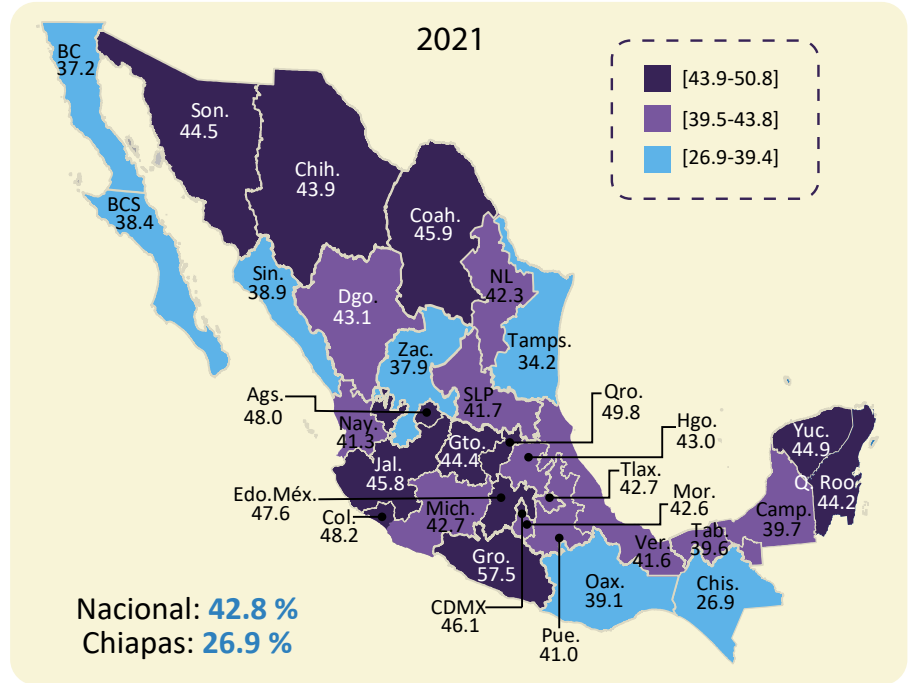 2021
[43.9-50.8]
[39.5-43.8]
[26.9-39.4]
BC
37.2
Son.
44.5
Chih.
43.9
BCS
38.4
Coah.
45.9
Sin.
38.9
NL
42.3
Dgo.
43.1
Tamps.
34.2
Zac.
37.9
Ags.
48.0
SLP
41.7
Qro.
49.8
Nay.
41.3
Hgo.
43.0
Gto.
44.4
Yuc.
44.9
Jal.
45.8
Tlax.
42.7
Q. Roo
44.2
Edo.Méx.
47.6
Mor.
42.6
Mich.
42.7
Camp.
39.7
Col.
48.2
Ver.
41.6
Tab.
39.6
Gro.
57.5
Oax.
39.1
Chis.
26.9
CDMX
46.1
Pue.
41.0
Nacional: 42.8 %
Chiapas: 26.9 %